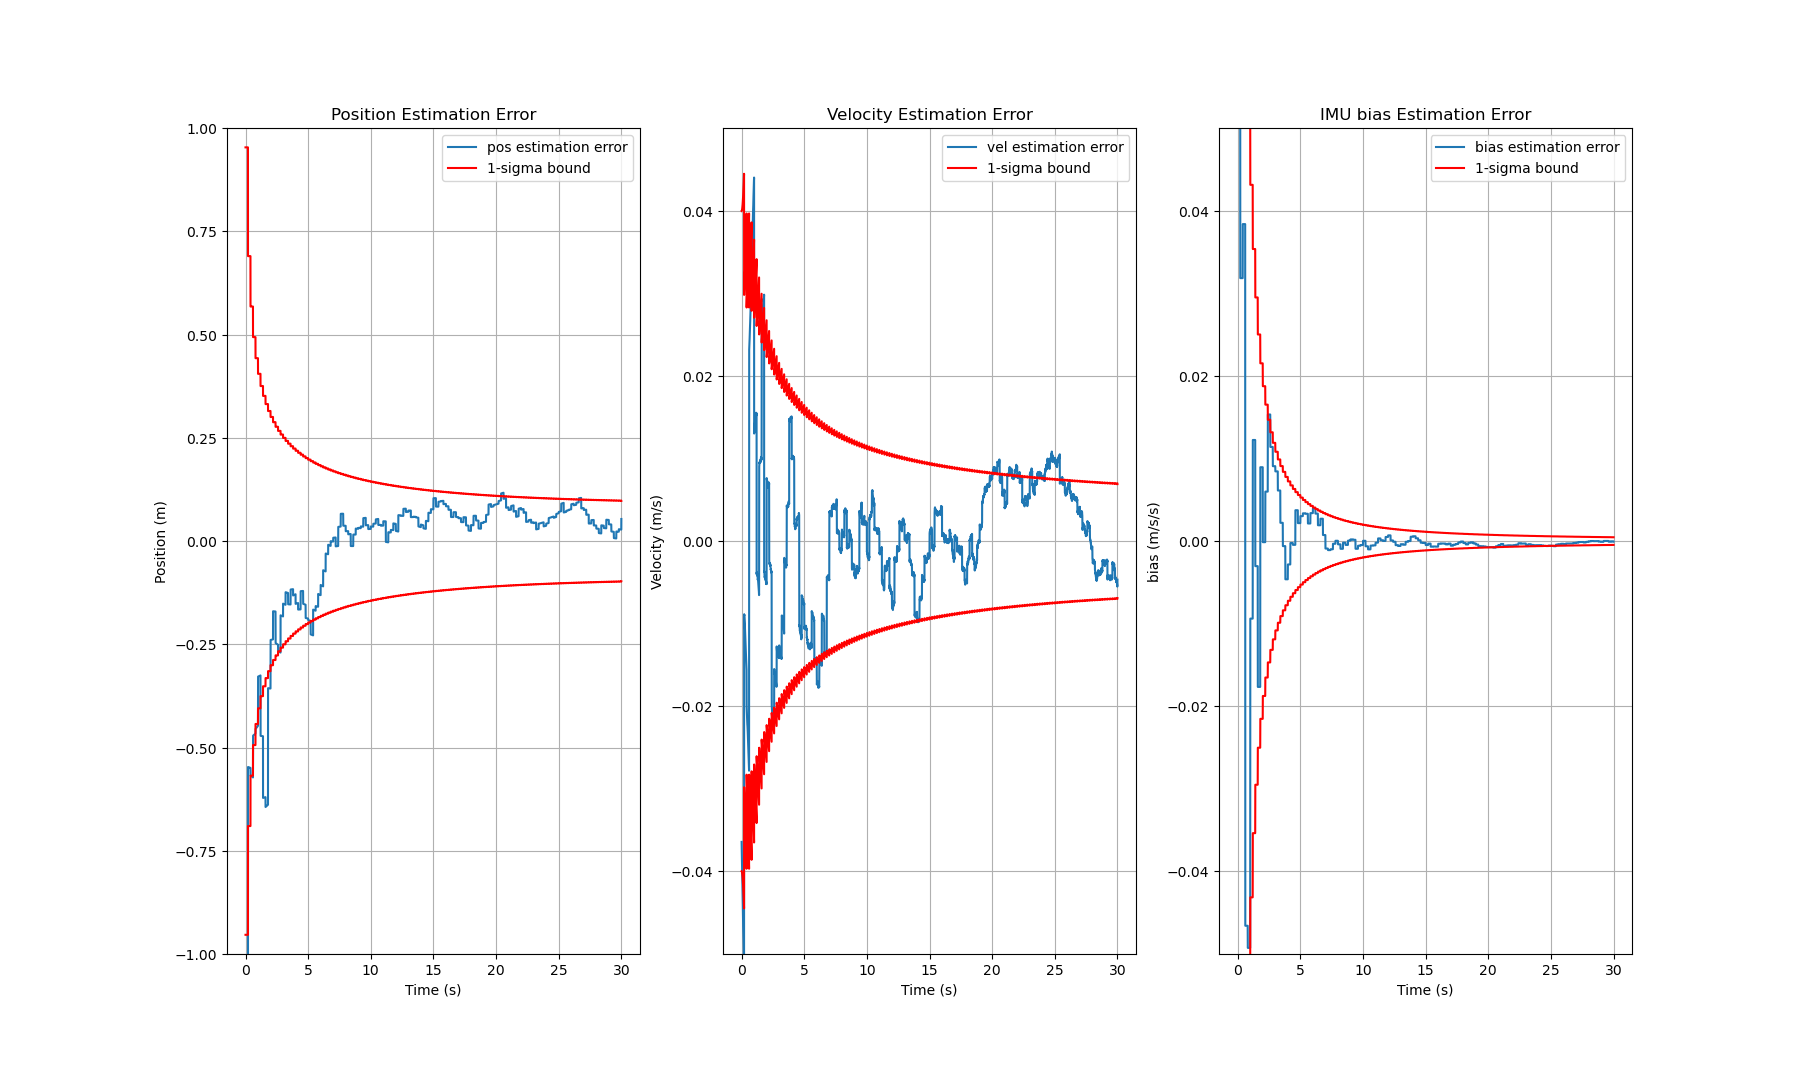 Position Estimation Error
pos estimation error
1-sigma bound
1.00
0.75
0.50
0.25
0.00
−0.25
−0.50
−0.75
−1.00
Position (m)
0 5 10 15 20 25 30
Time (s)
Velocity Estimation Error
vel estimation error
1-sigma bound
0.04
0.02
0.00
−0.02
−0.04
Velocity (m/s)
0 5 10 15 20 25 30
Time (s)
IMU bias Estimation Error
bias estimation error
1-sigma bound
0.04
0.02
0.00
−0.02
−0.04
bias (m/s/s)
0 5 10 15 20 25 30
Time (s)